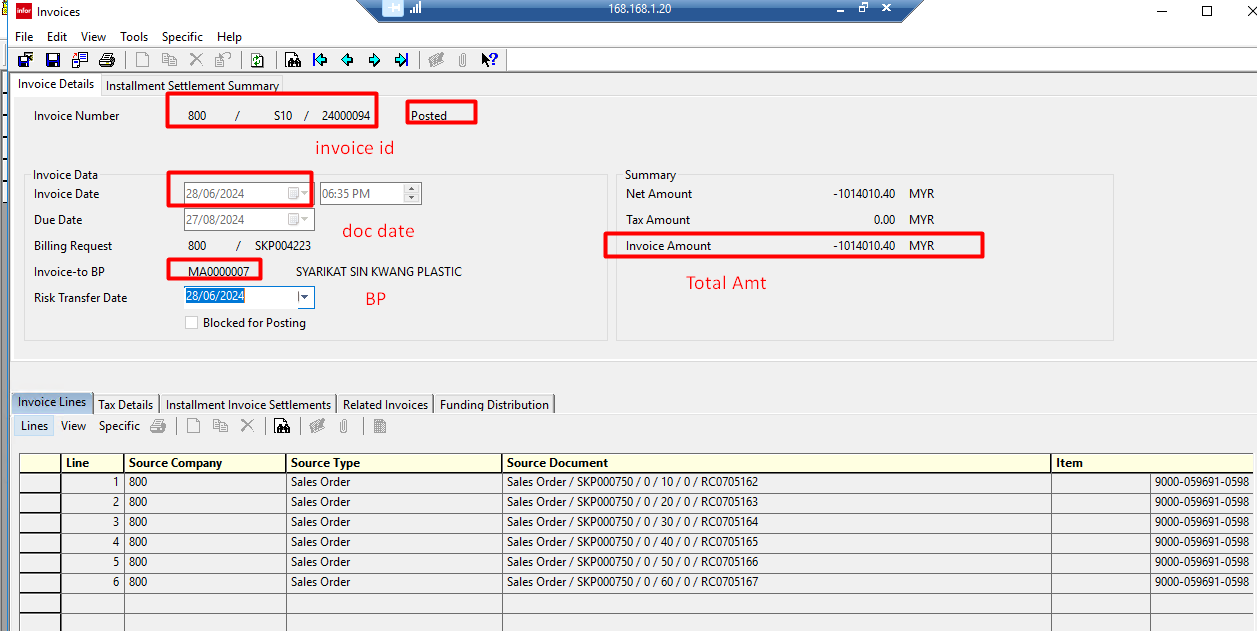 168.168.1.20
infor Invoices
File Edit View Tools Specific Help
Invoice Details Installment Settlement Summary
Invoice Number 800 / S10 / 24000094 Posted
invoice id
Invoice Data
Invoice Date 28/06/2024 06:35 PM
Due Date 27/08/2024
doc date
Billing Request 800 / SKP004223
Invoice-to BP MA0000007 SYARIKAT SIN KWANG PLASTIC
Risk Transfer Date 28/06/2024
BP
Blocked for Posting
Summary
Net Amount -1014010.40 MYR
Tax Amount 0.00 MYR
Invoice Amount -1014010.40 MYR
Total Amt
Invoice Lines Tax Details Installment Invoice Settlements Related Invoices Funding Distribution
Lines View Specific
Line Source Company Source Type Source Document Item
1 800 Sales Order Sales Order / SKP000750 / 0 / 10 / 0 / RC0705162 9000-059691-0598
2 800 Sales Order Sales Order / SKP000750 / 0 / 20 / 0 / RC0705163 9000-059691-0598
3 800 Sales Order Sales Order / SKP000750 / 0 / 30 / 0 / RC0705164 9000-059691-0598
4 800 Sales Order Sales Order / SKP000750 / 0 / 40 / 0 / RC0705165 9000-059691-0598
5 800 Sales Order Sales Order / SKP000750 / 0 / 50 / 0 / RC0705166 9000-059691-0598
6 800 Sales Order Sales Order / SKP000750 / 0 / 60 / 0 / RC0705167 9000-059691-0598